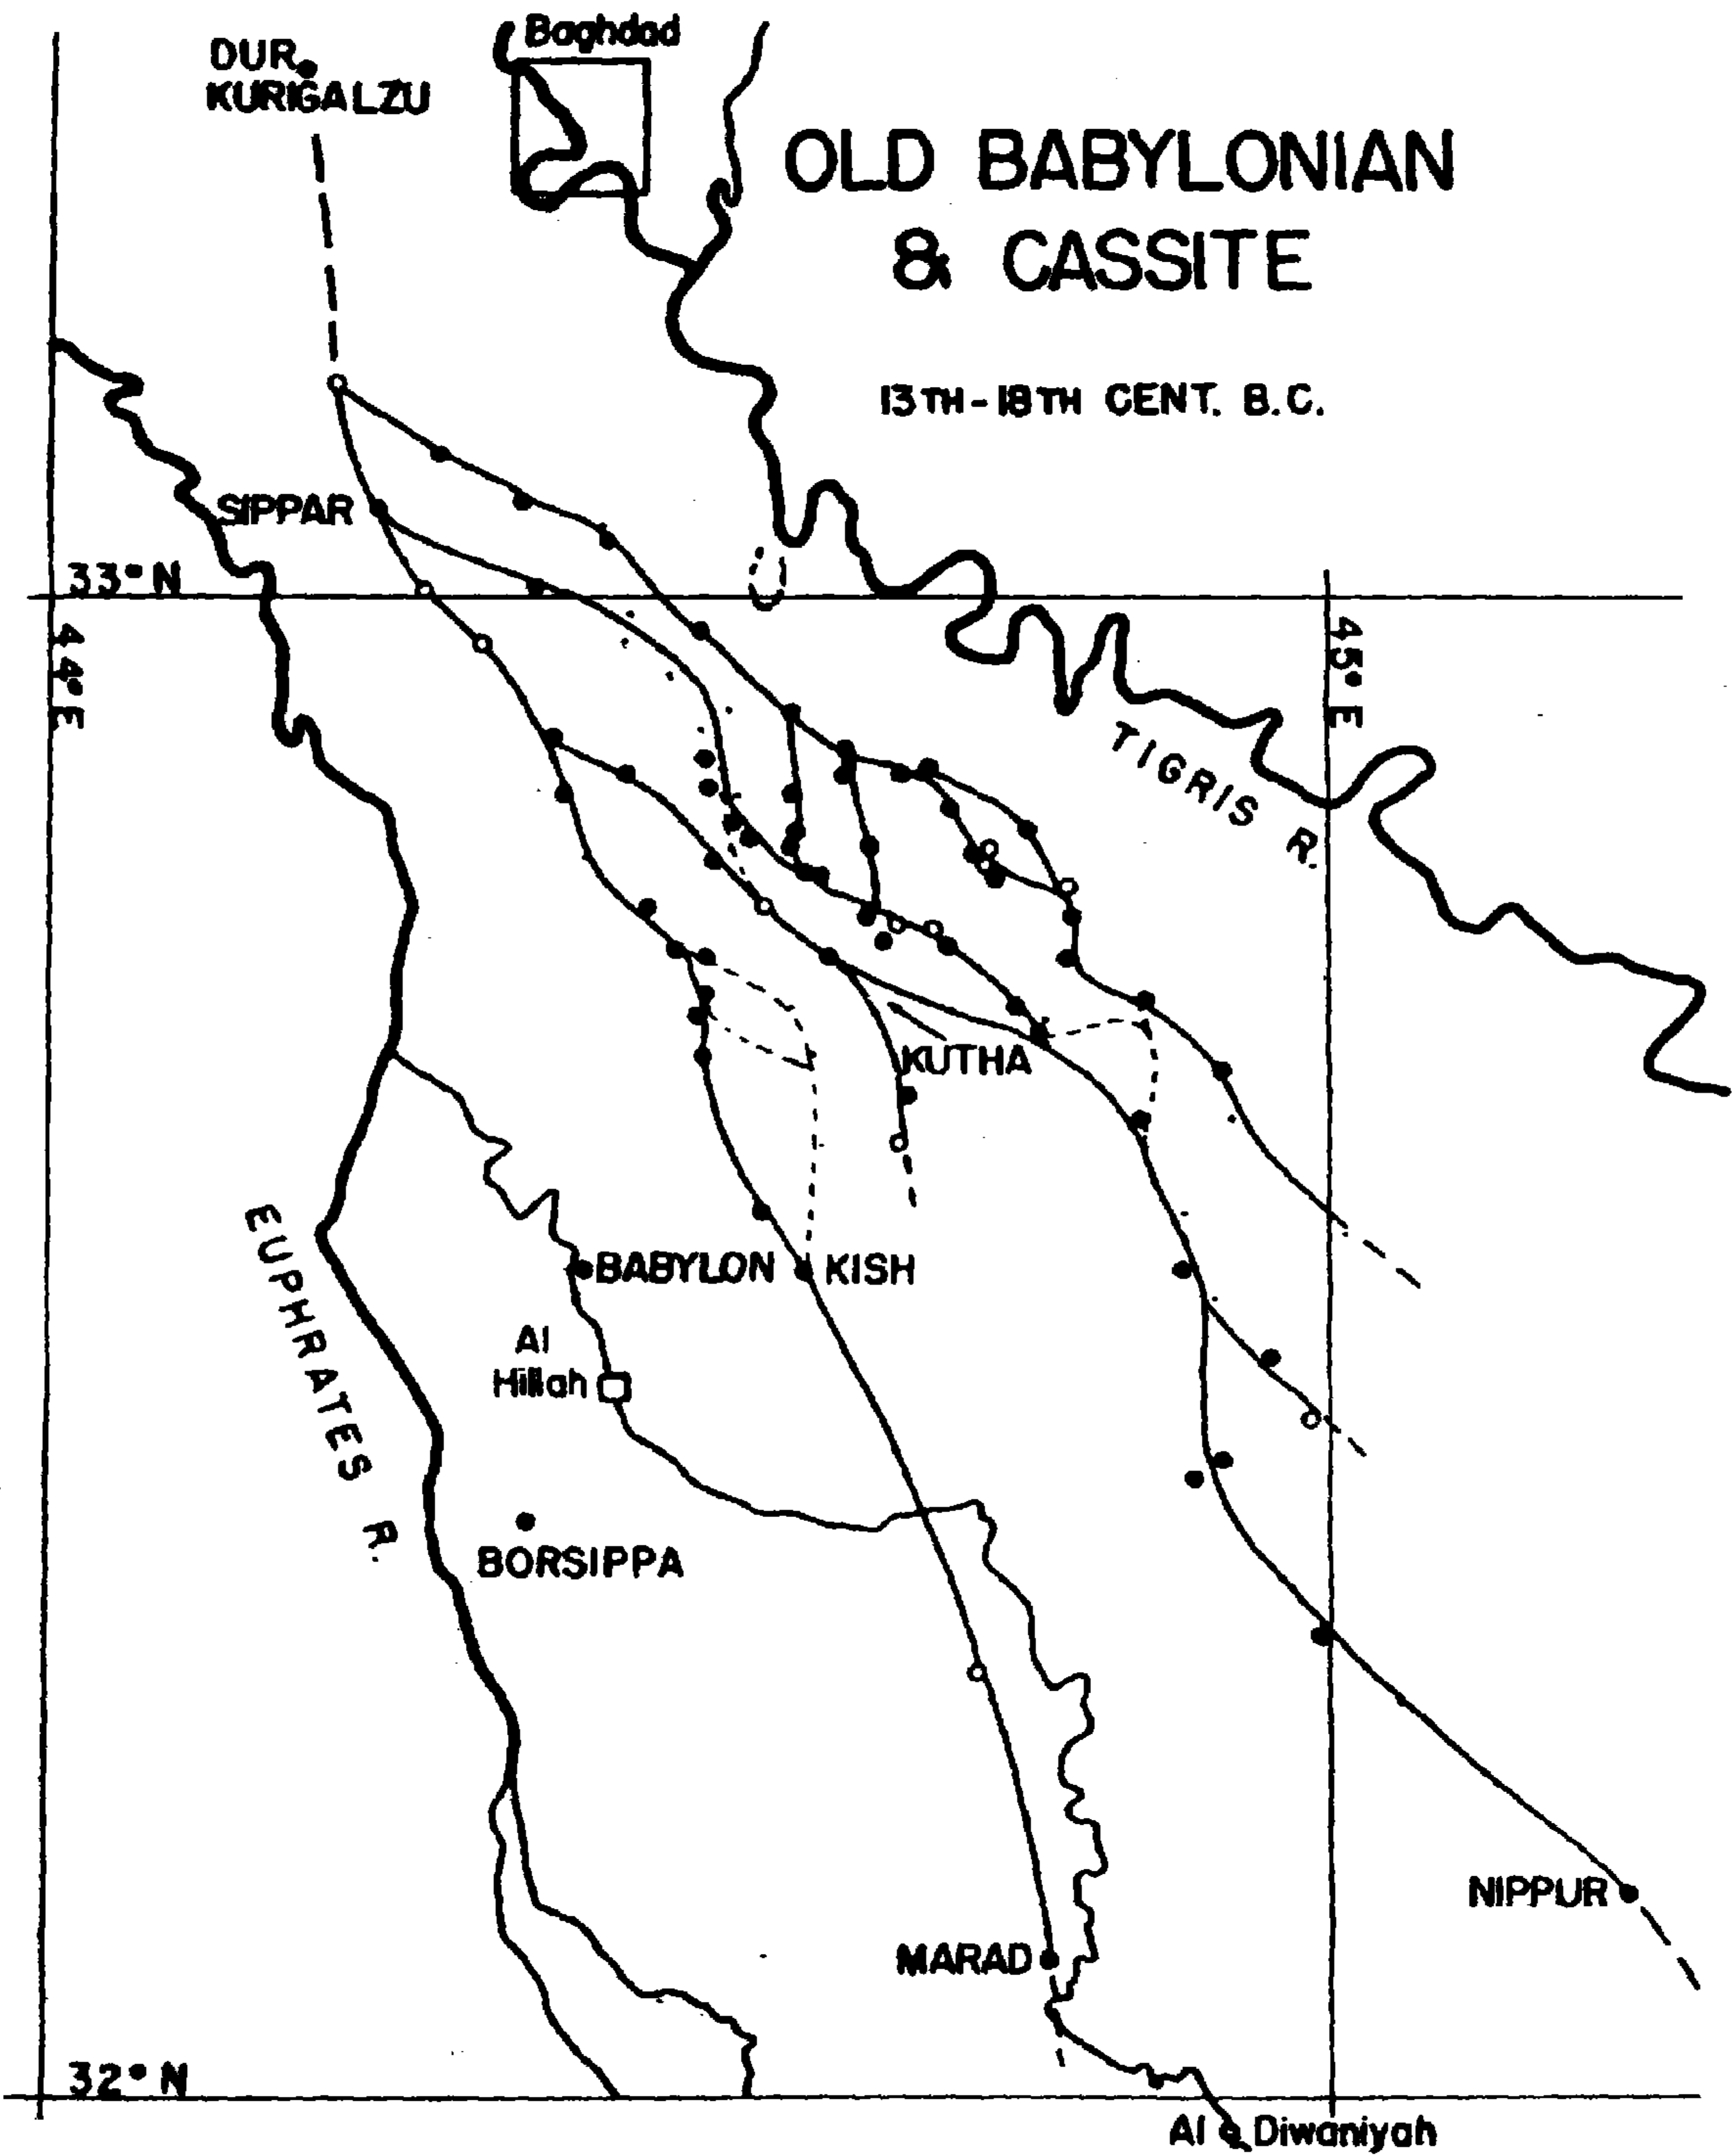 DUR
KURIGALZU
Baghdad
OLD BABYLONIAN
& CASSITE
13TH-18TH CENT. B.C.
SIPPAR
33° N
44° E
45° E
TIGRIS R.
KUTHA
EUPHRATES R.
BABYLON
KISH
Al
Hillah
BORSIPPA
NIPPUR
MARAD
32° N
Al Diwaniyah